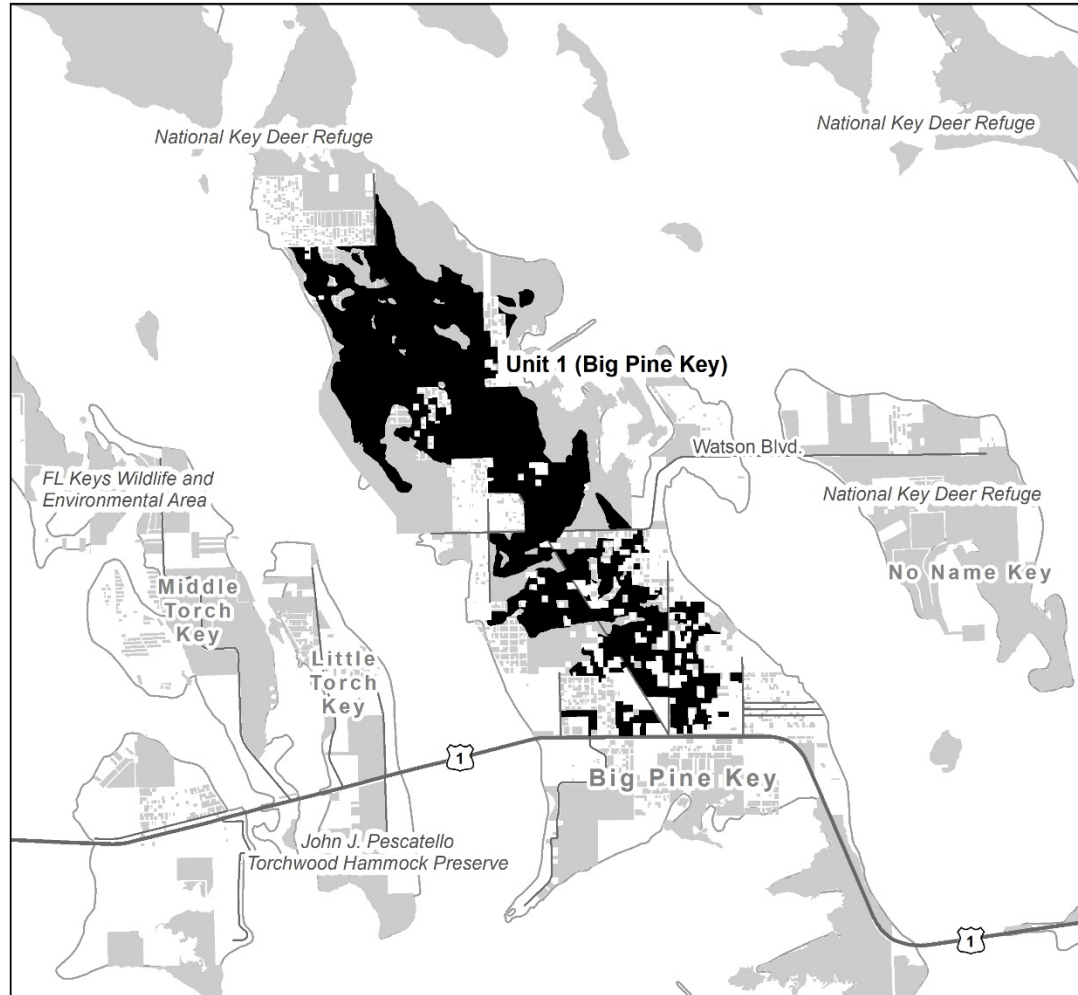 National Key Deer Refuge
National Key Deer Refuge
Unit 1 (Big Pine Key)
Watson Blvd.
FL Keys Wildlife and
Environmental Area
National Key Deer Refuge
No Name Key
Middle
Torch
Key
Little
Torch
Key
1
Big Pine Key
John J. Pescatello
Torchwood Hammock Preserve
1